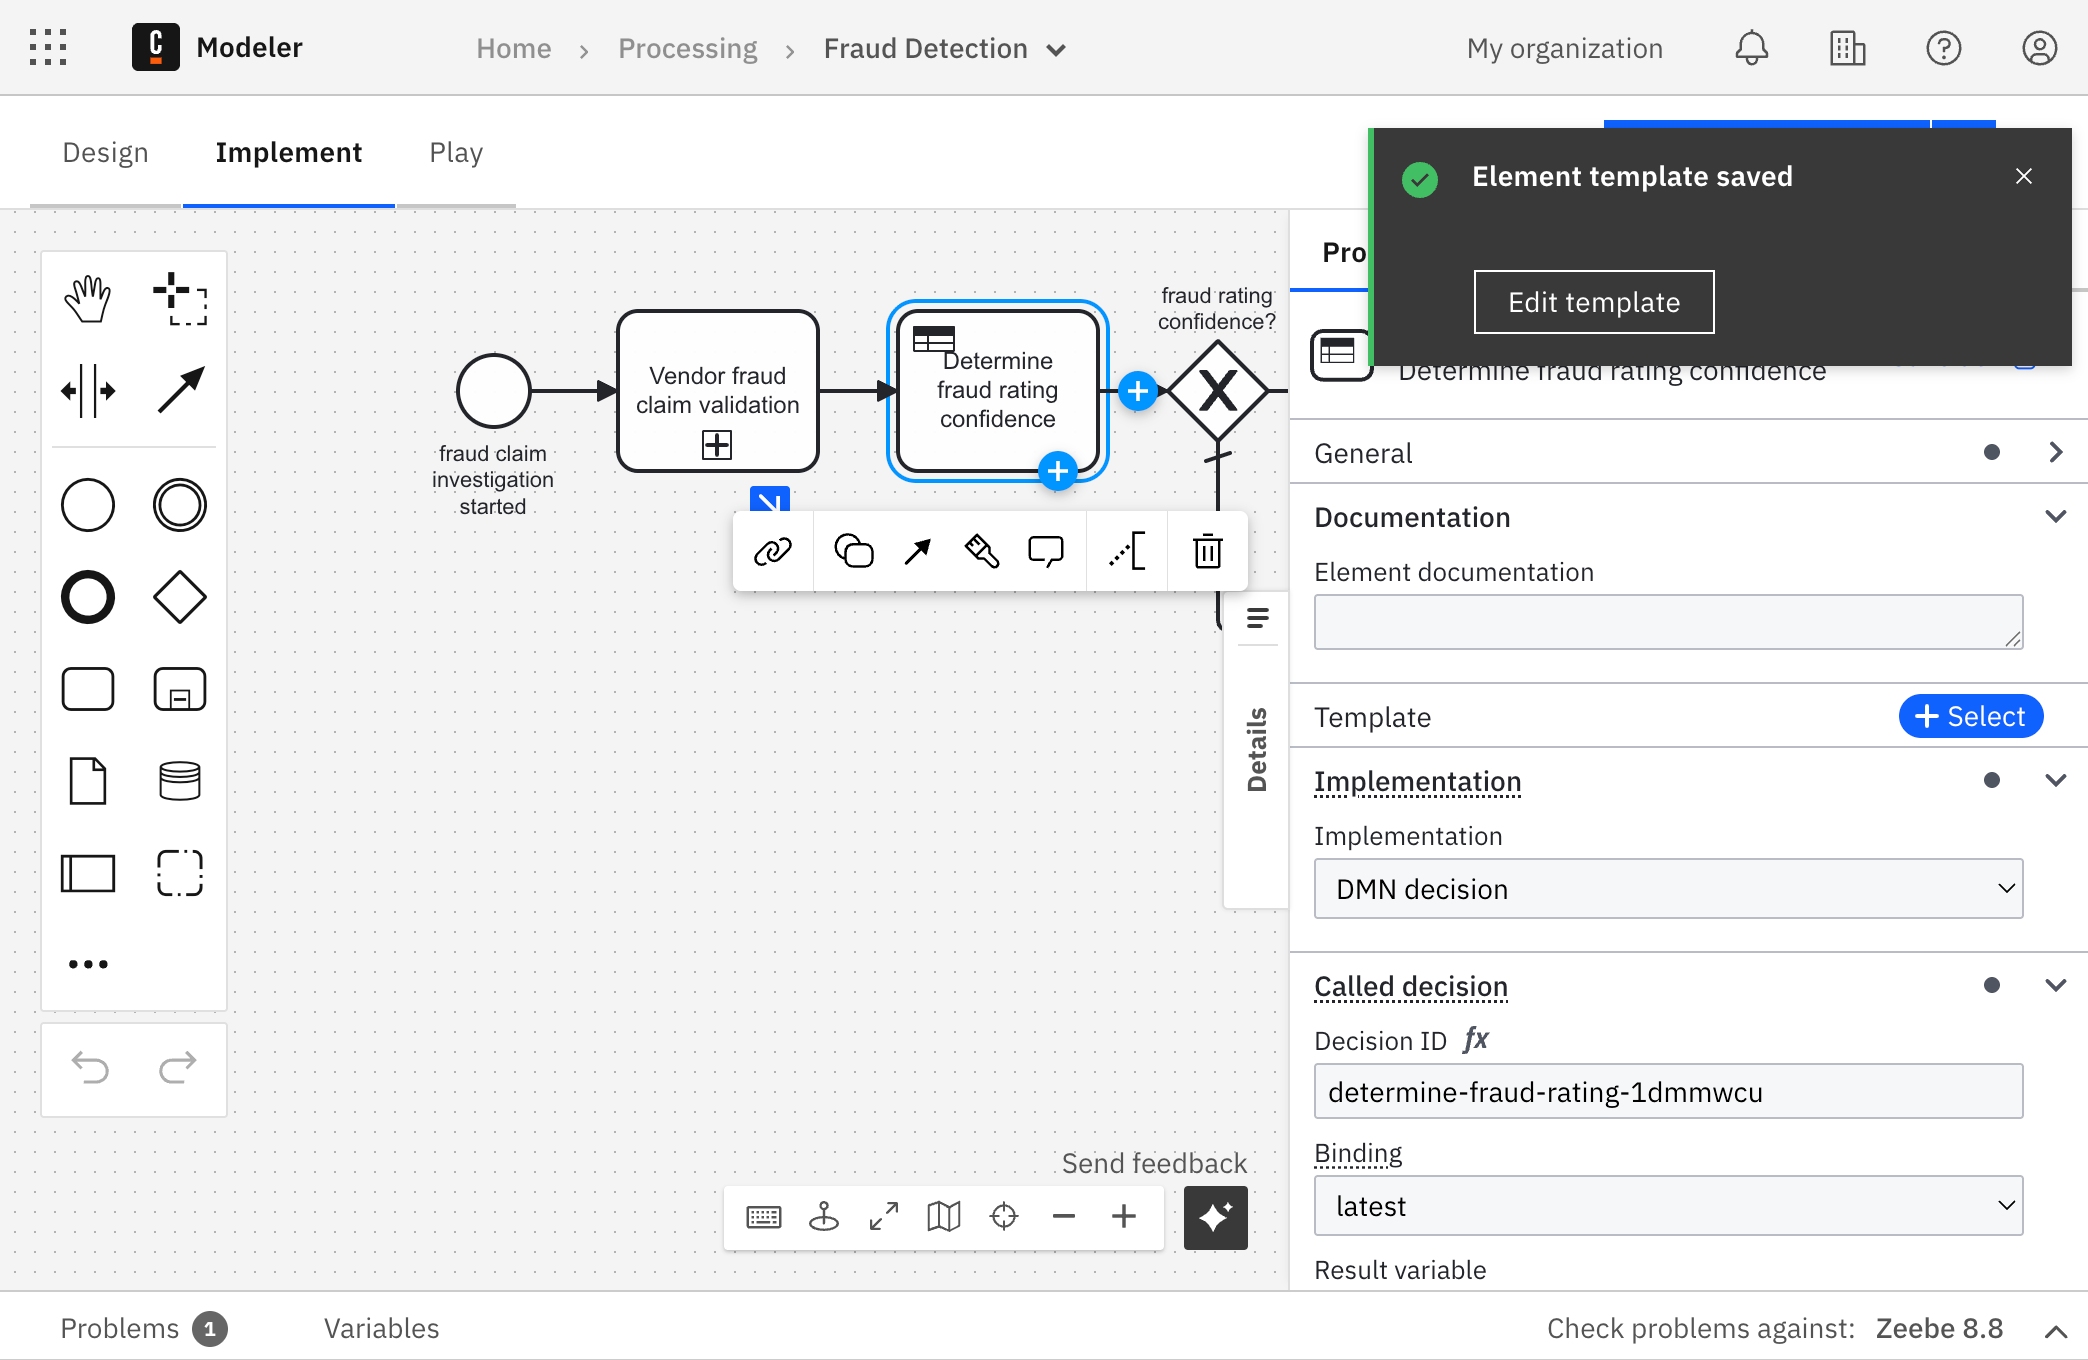 Modeler
Home
Processing
Fraud Detection
My organization
Design
Implement
Play
Element template saved
Edit template
Pro
Determine fraud rating confidence
fraud claim
investigation
started
Vendor fraud
claim validation
Determine
fraud rating
confidence
fraud rating
confidence?
Details
General
Documentation
Element documentation
Template
Select
Implementation
Implementation
DMN decision
Called decision
Decision ID fx
determine-fraud-rating-1dmmwcu
Binding
latest
Result variable
Send feedback
Problems 1
Variables
Check problems against: Zeebe 8.8